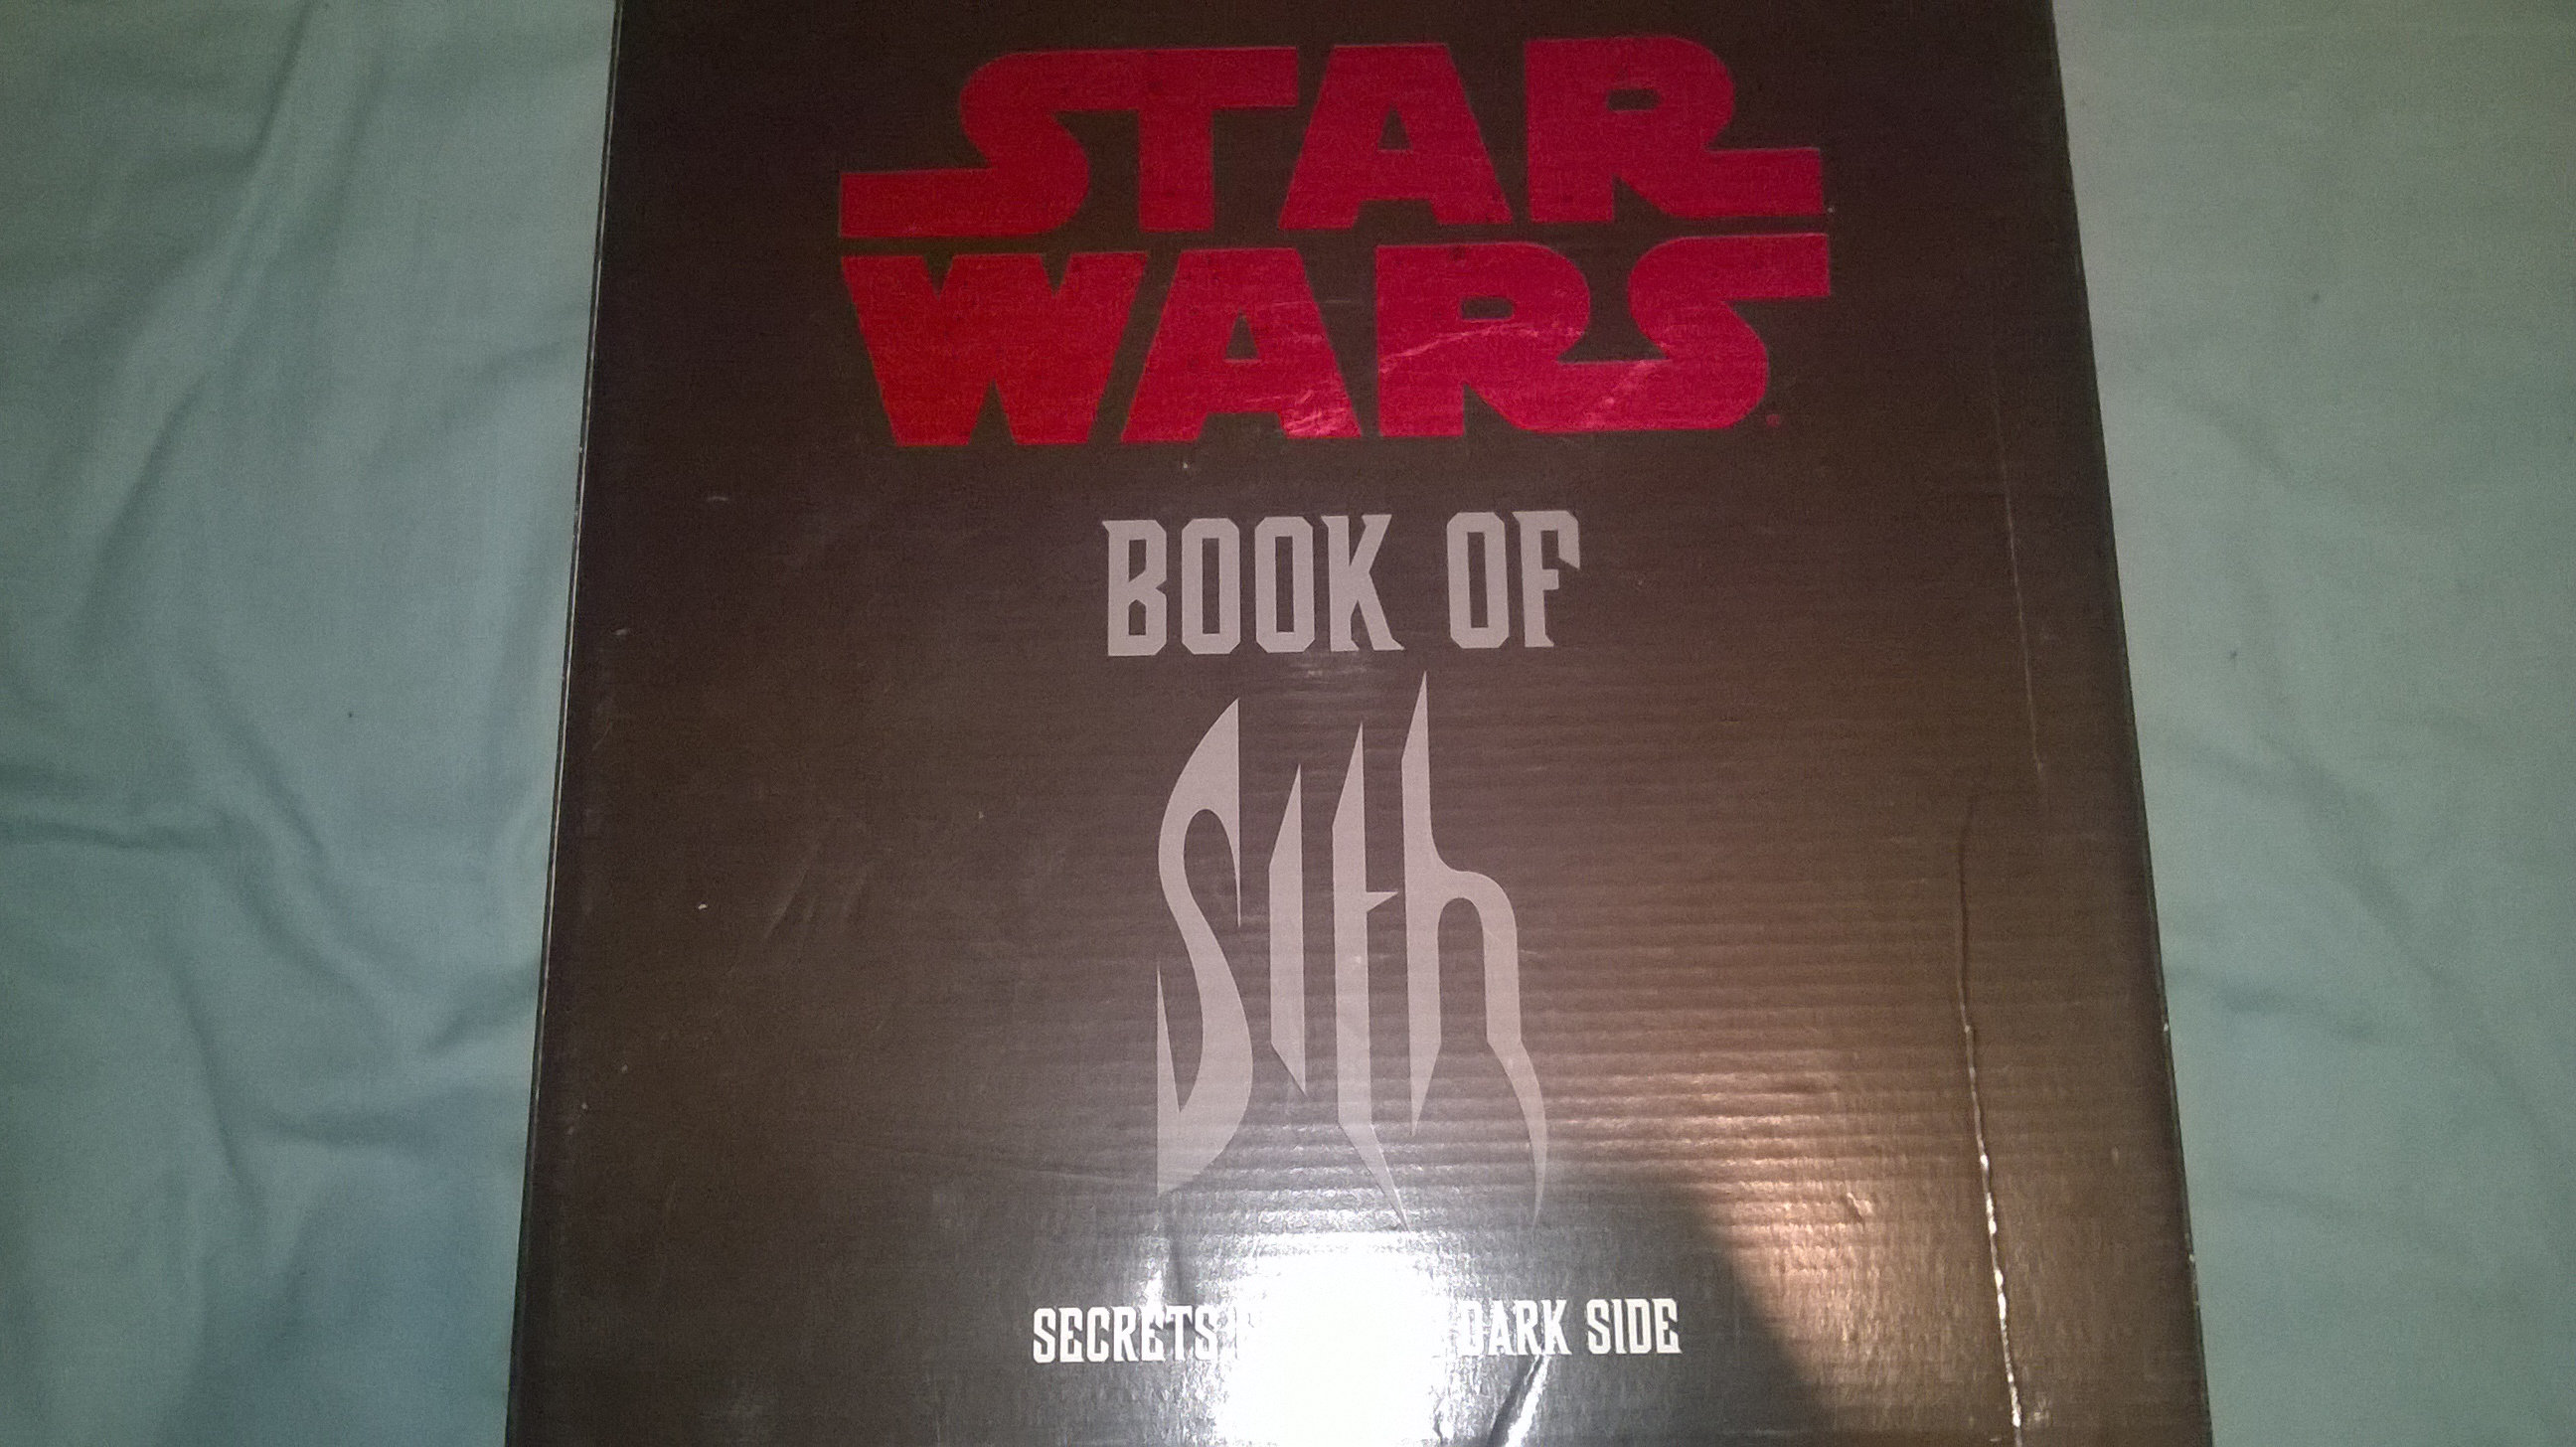 STAR
WARS
BOOK OF
Sith
SECRETS DARK SIDE